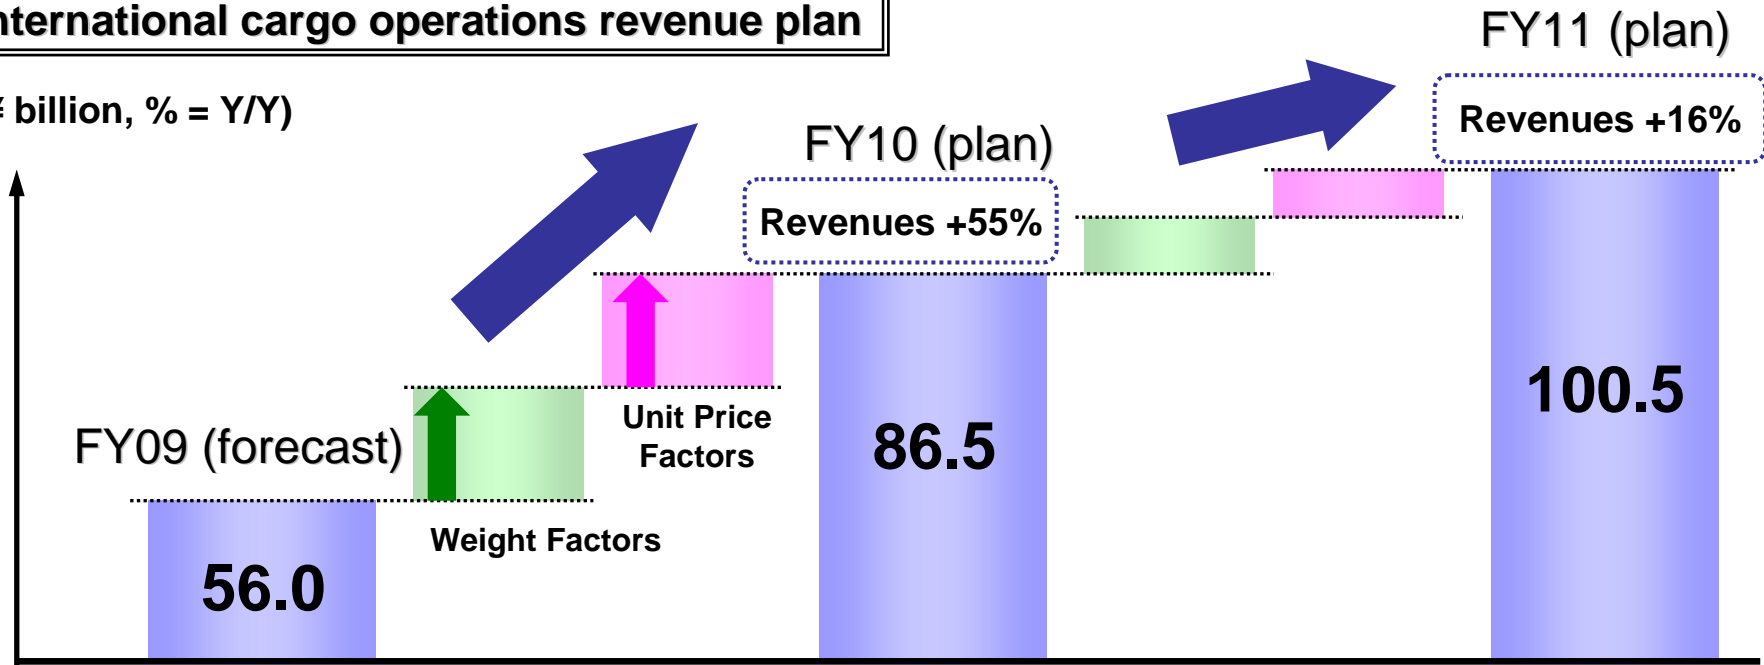 nternational cargo operations revenue plan
FY11 (plan)
Revenues +16%
billion, % = Y/Y)
FY10 (plan)
Revenues +55%
FY09 (forecast)
Unit Price
Factors
Weight Factors
56.0
86.5
100.5